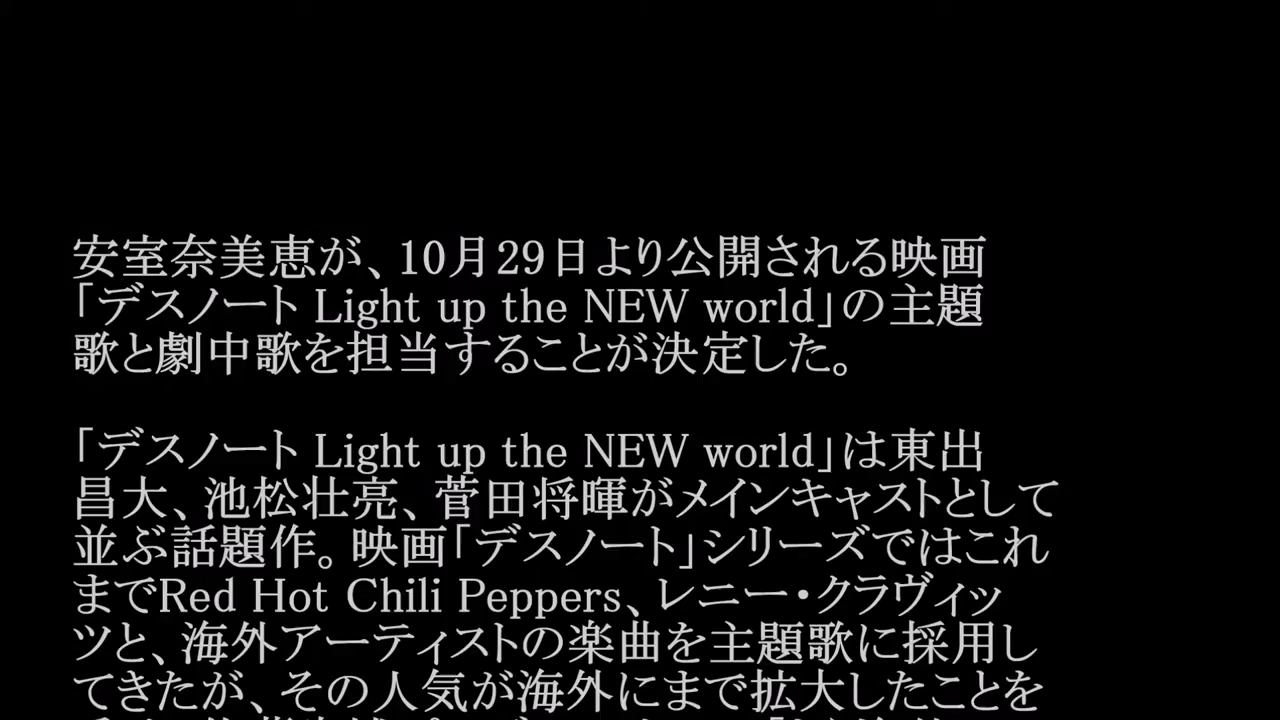 安室奈美恵が、10月29日より公開される映画
「デスノート Light up the NEW world」の主題
歌と劇中歌を担当することが決定した。
「デスノート Light up the NEW world」は東出
昌大、池松壮亮、菅田将暉がメインキャストとして
並ぶ話題作。映画「デスノート」シリーズではこれ
までRed Hot Chili Peppers、レニー・クラヴィッ
ツと、海外アーティストの楽曲を主題歌に採用し
てきたが、その人気が海外にまで拡大したことを